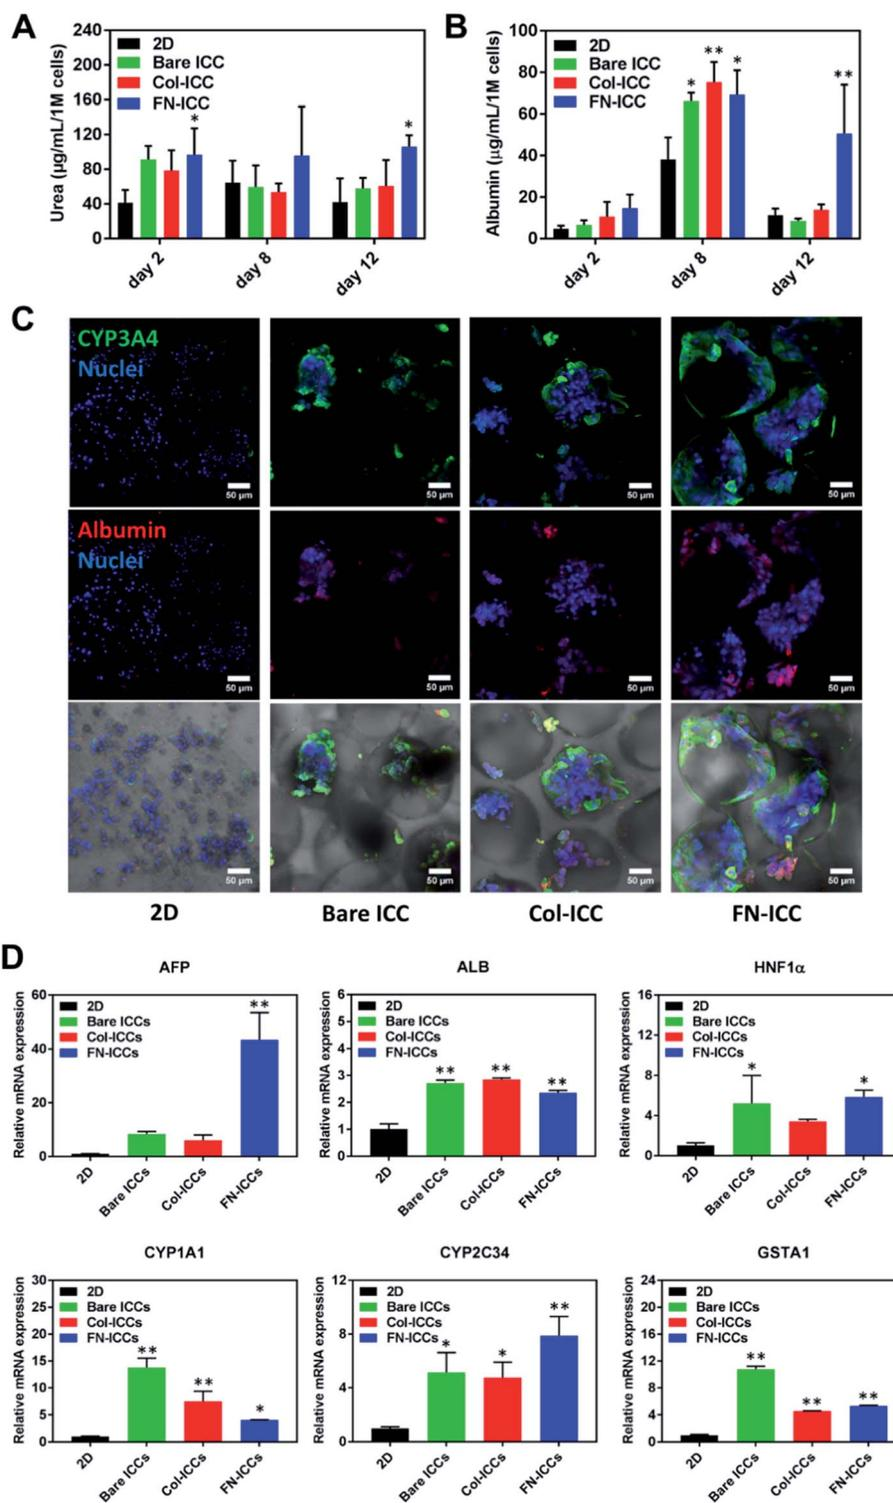 A
Urea (µg/mL/1M cells)
240
200
160
120
80
40
0
2D
Bare ICC
Col-ICC
FN-ICC
*
*
day 2
day 8
day 12
B
Albumin (µg/mL/1M cells)
100
80
60
40
20
0
2D
Bare ICC
Col-ICC
FN-ICC
*
**
*
**
day 2
day 8
day 12
C
CYP3A4
Nuclei
50 µm
50 µm
50 µm
50 µm
Albumin
Nuclei
50 µm
50 µm
50 µm
50 µm
50 µm
50 µm
50 µm
50 µm
2D
Bare ICC
Col-ICC
FN-ICC
D
AFP
Relative mRNA expression
60
40
20
0
2D
Bare ICCs
Col-ICCs
FN-ICCs
**
2D
Bare ICCs
Col-ICCs
FN-ICCs
ALB
Relative mRNA expression
6
5
4
3
2
1
0
2D
Bare ICCs
Col-ICCs
FN-ICCs
**
**
**
2D
Bare ICCs
Col-ICCs
FN-ICCs
HNF1α
Relative mRNA expression
16
12
8
4
0
2D
Bare ICCs
Col-ICCs
FN-ICCs
*
*
2D
Bare ICCs
Col-ICCs
FN-ICCs
CYP1A1
Relative mRNA expression
30
25
20
15
10
5
0
2D
Bare ICCs
Col-ICCs
FN-ICCs
**
**
*
2D
Bare ICCs
Col-ICCs
FN-ICCs
CYP2C34
Relative mRNA expression
12
8
4
0
2D
Bare ICCs
Col-ICCs
FN-ICCs
*
*
**
2D
Bare ICCs
Col-ICCs
FN-ICCs
GSTA1
Relative mRNA expression
24
20
16
12
8
4
0
2D
Bare ICCs
Col-ICCs
FN-ICCs
**
**
**
2D
Bare ICCs
Col-ICCs
FN-ICCs